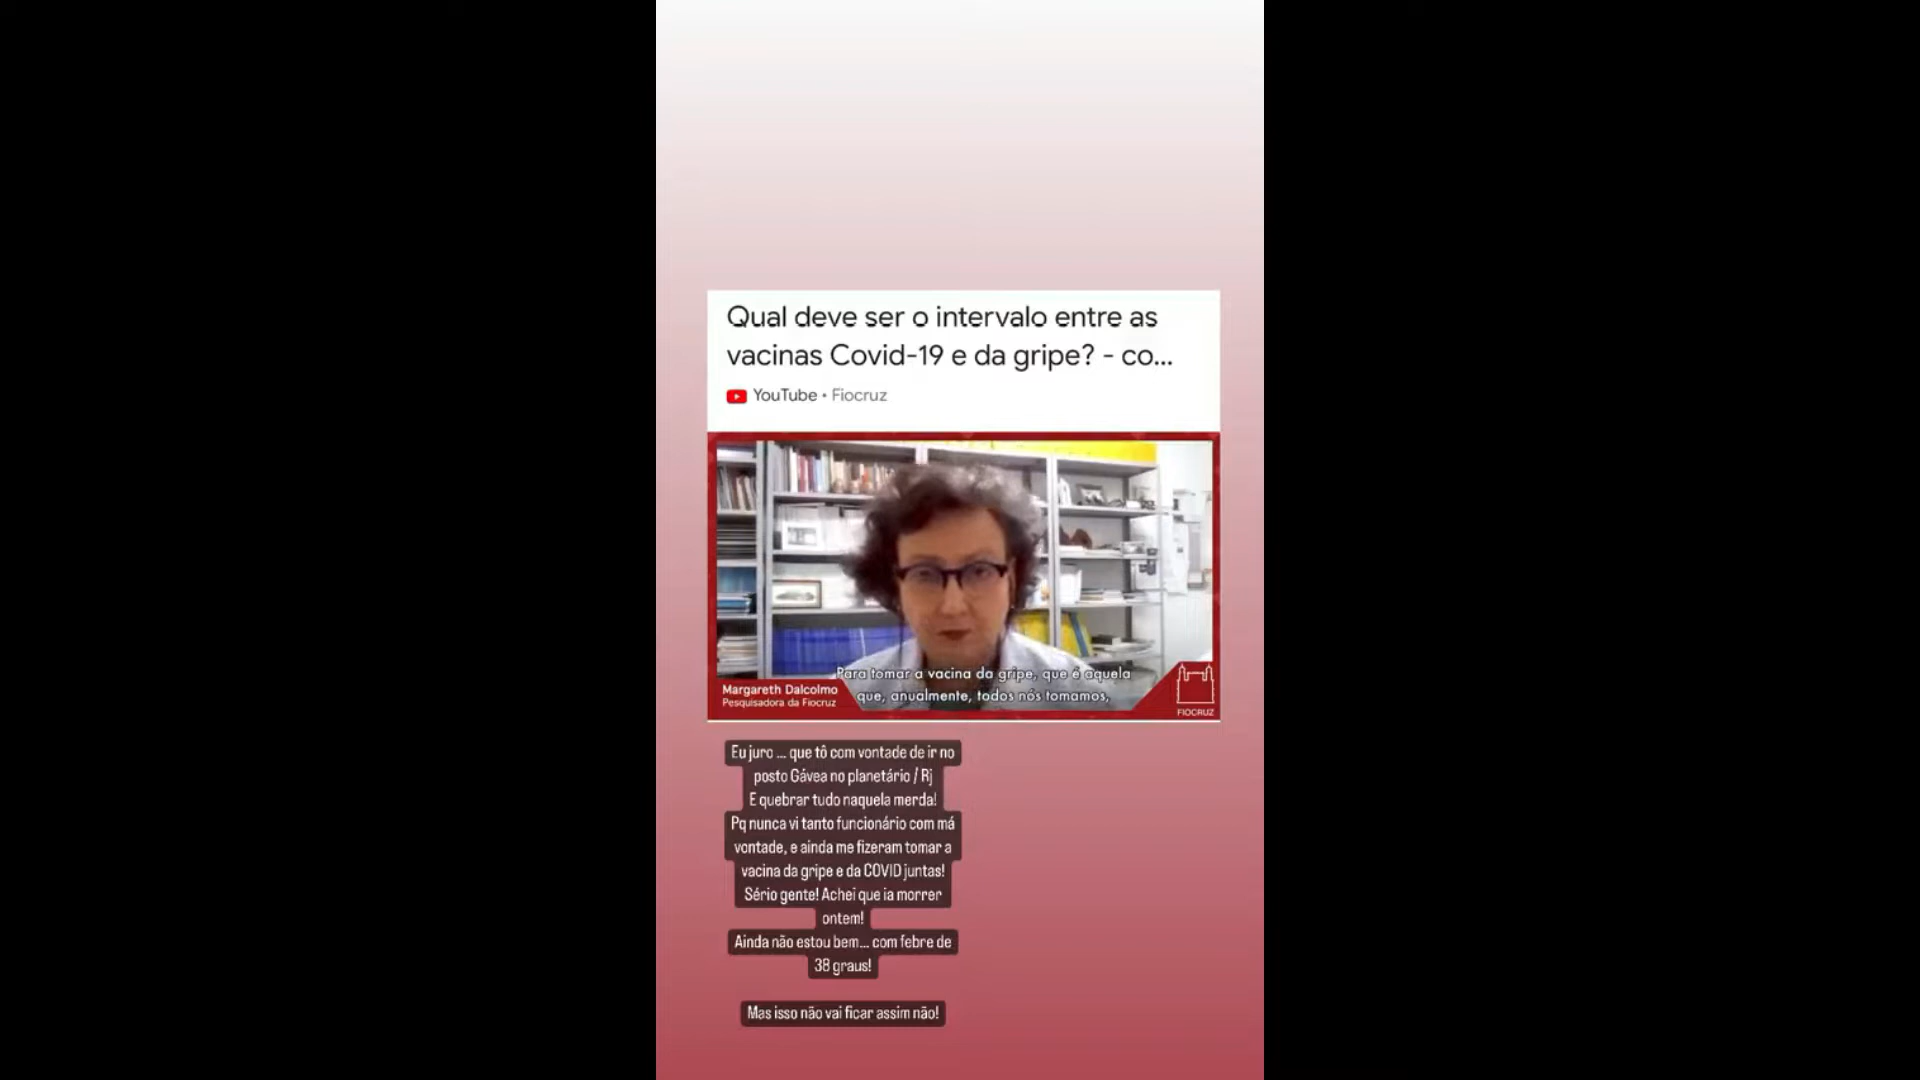 Qual deve ser o intervalo entre as
vacinas Covid-19 e da gripe? - co...
YouTube • Fiocruz
Para tomar a vacina da gripe, que é aquela
que, anualmente, todos nós tomamos,
Margareth Dalcolmo
Pesquisadora da Fiocruz
FIOCRUZ
Eu juro ... que tô com vontade de ir no
posto Gávea no planetário / Rj
E quebrar tudo naquela merda!
Pq nunca vi tanto funcionário com má
vontade, e ainda me fizeram tomar a
vacina da gripe e da COVID juntas!
Sério gente! Achei que ia morrer
ontem!
Ainda não estou bem... com febre de
38 graus!
Mas isso não vai ficar assim não!